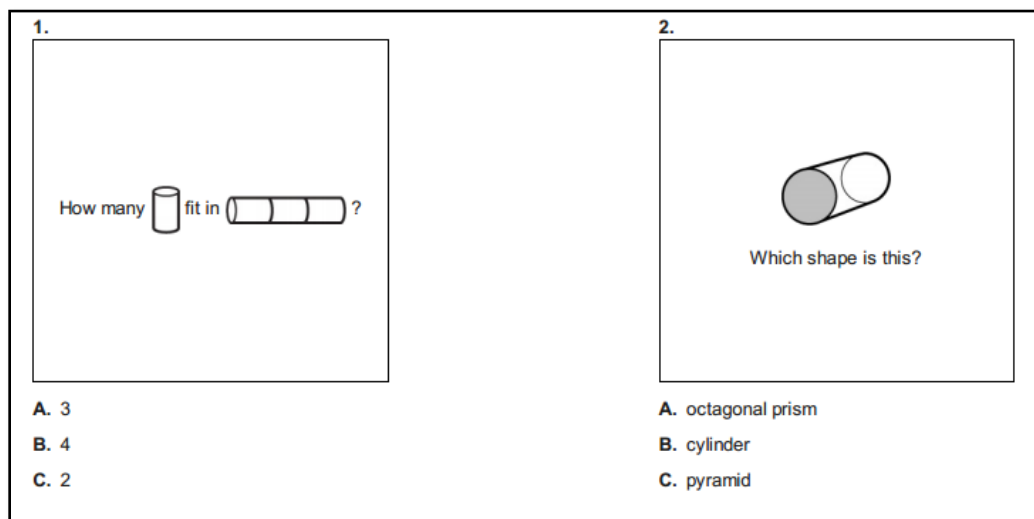 1.
How many fit in ?
A. 3
B. 4
C. 2
2.
Which shape is this?
A. octagonal prism
B. cylinder
C. pyramid